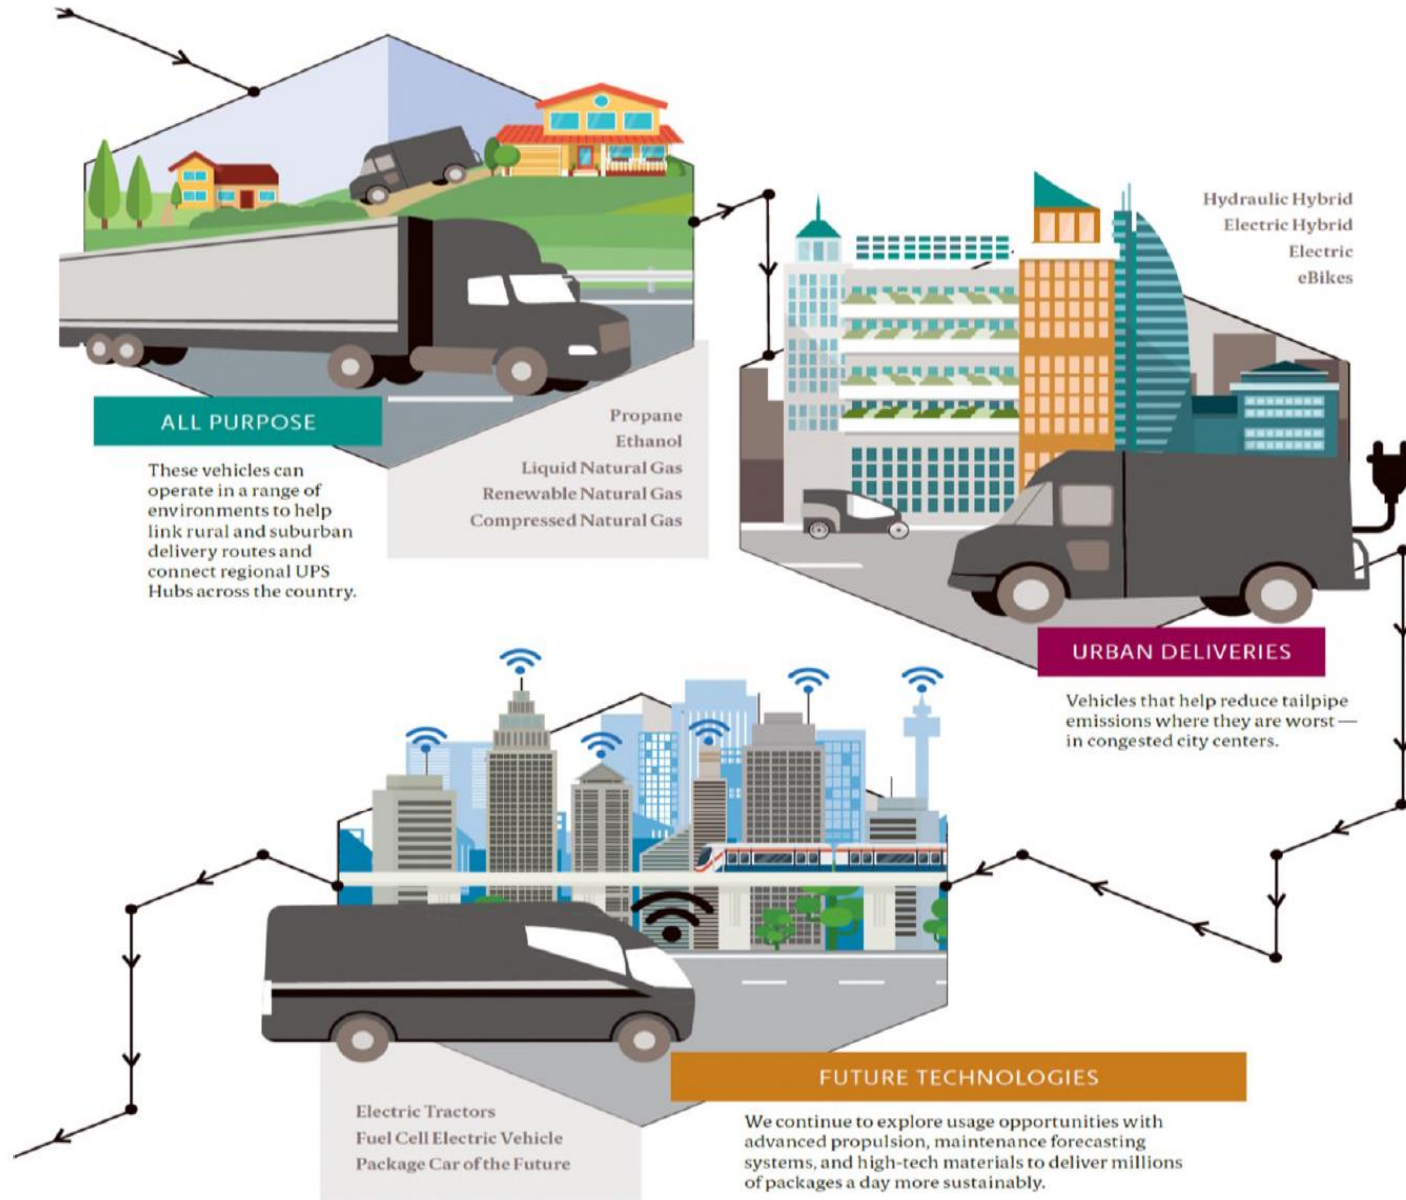 ALL PURPOSE
These vehicles can
operate in a range of
environments to help
link rural and suburban
delivery routes and
connect regional UPS
Hubs across the country.
Propane
Ethanol
Liquid Natural Gas
Renewable Natural Gas
Compressed Natural Gas
Hydraulic Hybrid
Electric Hybrid
Electric
eBikes
URBAN DELIVERIES
Vehicles that help reduce tailpipe
emissions where they are worst —
in congested city centers.
Electric Tractors
Fuel Cell Electric Vehicle
Package Car of the Future
FUTURE TECHNOLOGIES
We continue to explore usage opportunities with
advanced propulsion, maintenance forecasting
systems, and high-tech materials to deliver millions
of packages a day more sustainably.